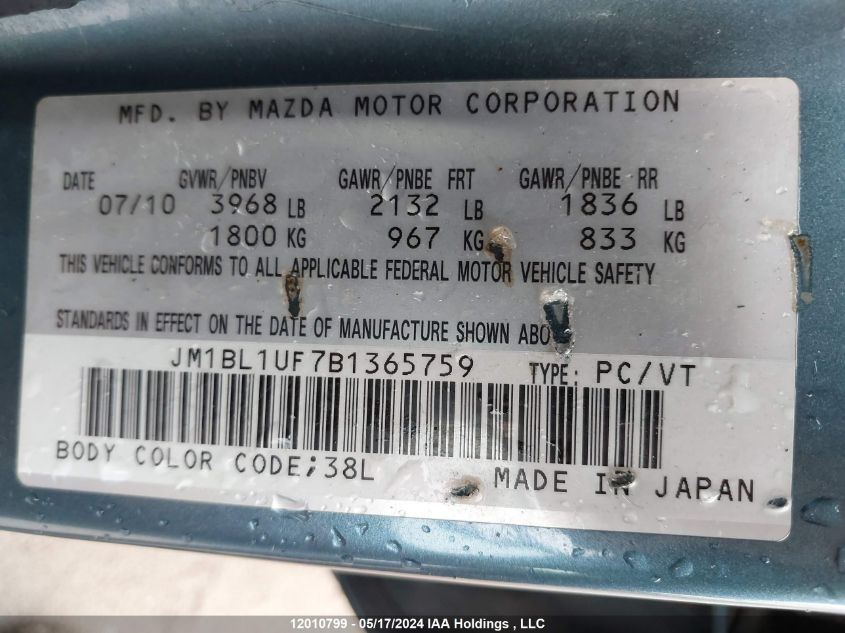 MFD. BY MAZDA MOTOR CORPORATION
DATE GVWR/PNBV GAWR/PNBE FRT GAWR/PNBE RR
07/10 3968 LB 2132 LB 1836 LB
1800 KG 967 KG 833 KG
THIS VEHICLE CONFORMS TO ALL APPLICABLE FEDERAL MOTOR VEHICLE SAFETY
STANDARDS IN EFFECT ON THE DATE OF MANUFACTURE SHOWN
JM1BL1UF7B1365759 TYPE: PC/VT
BODY COLOR CODE;38L MADE IN JAPAN
12010799 - 05/17/2024 IAA Holdings , LLC